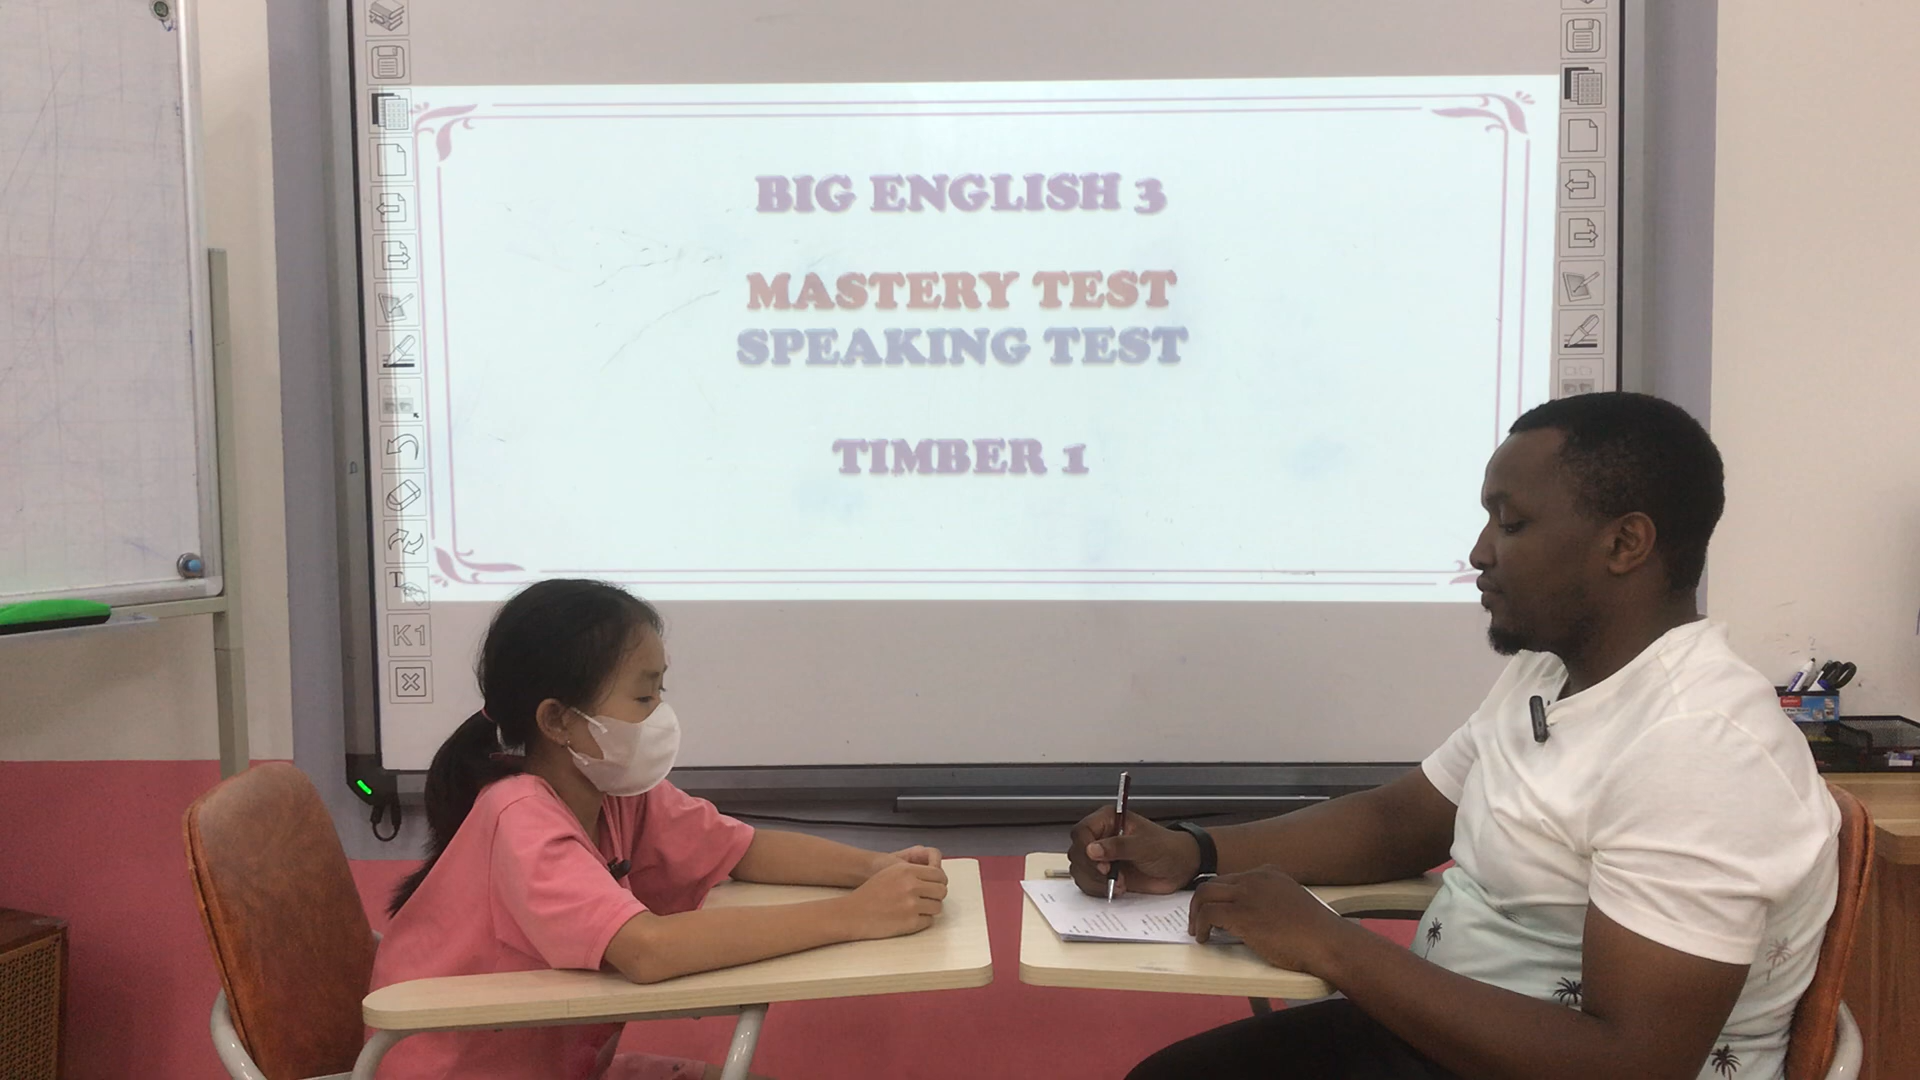 BIG ENGLISH 3
MASTERY TEST
SPEAKING TEST
TIMBER 1
K1